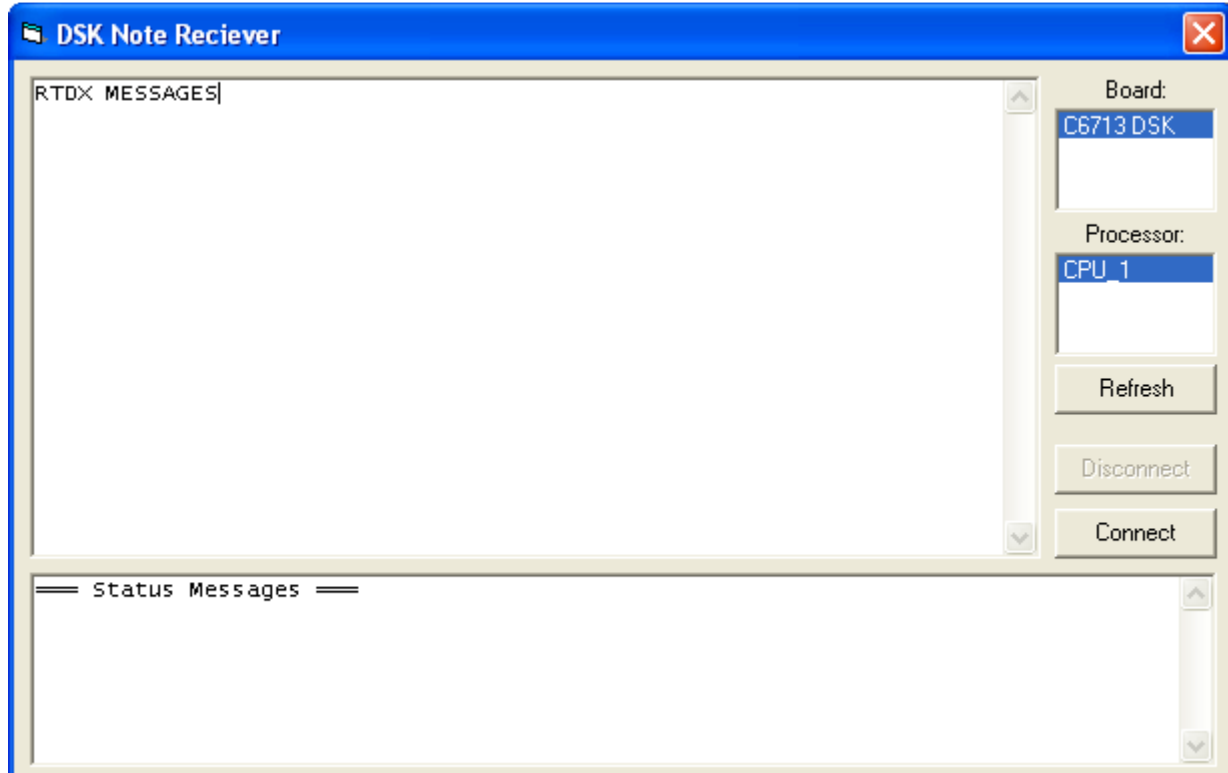 DSK Note Reciever
RTDX MESSAGES
Board:
C6713 DSK
Processor:
CPU_1
Refresh
Disconnect
Connect
=== Status Messages ===